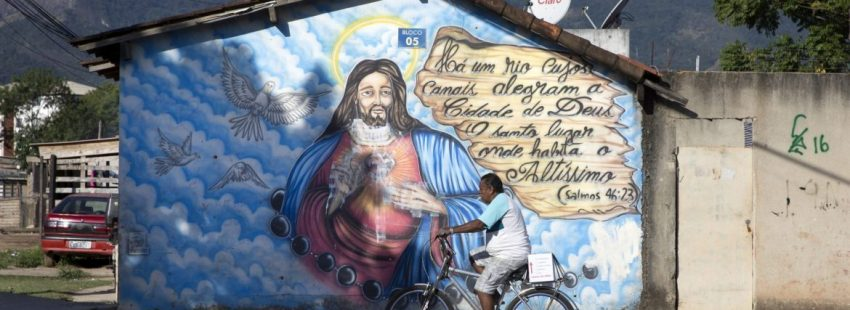 Claro
BLOCO
05
Há um rio cujos
Canais alegram a
Cidade de Deus
O santo lugar
onde habita o
Altíssimo
(Salmos 46:23)
16